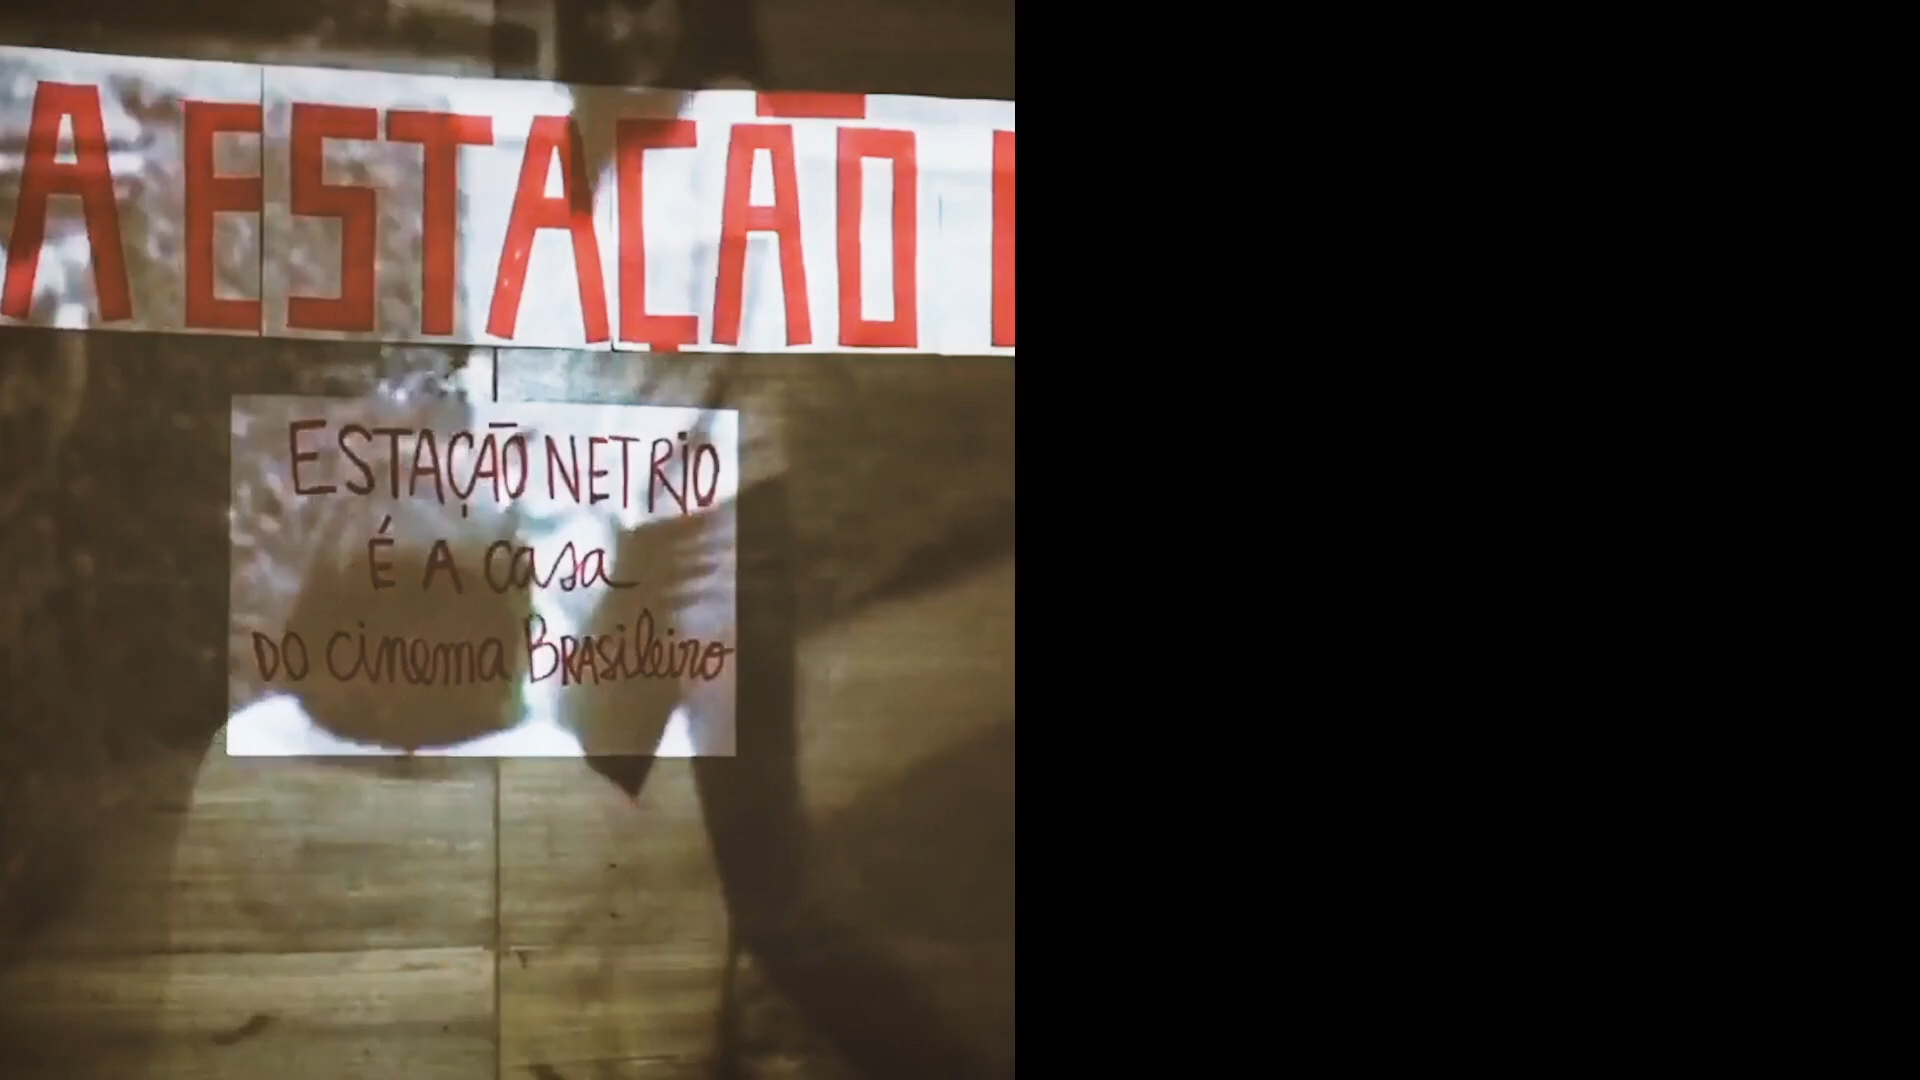 A ESTAÇÃO
ESTAÇÃO NET RIO
É A casa
DO cinema BRASileiro